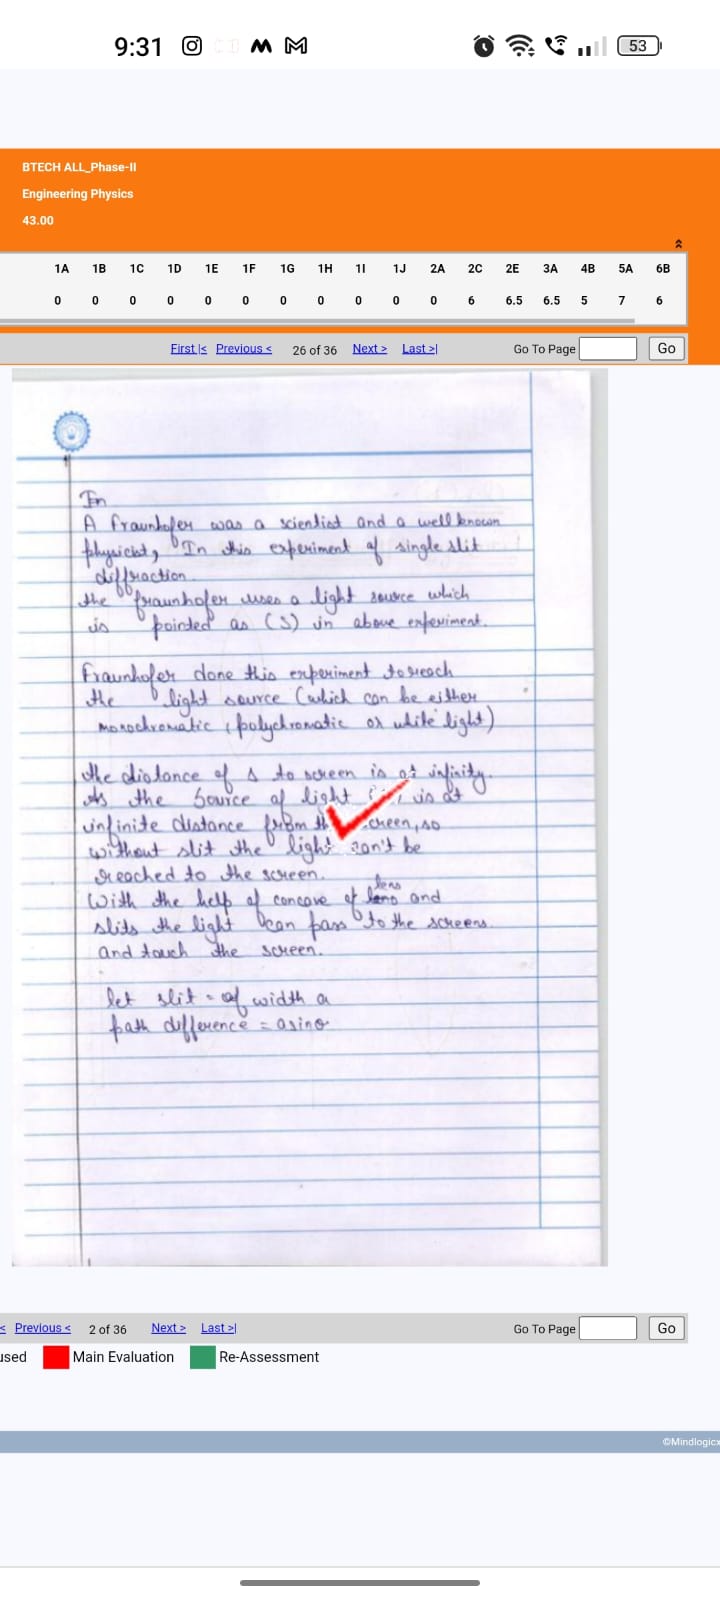 9:31
53
BTECH ALL_Phase-II
Engineering Physics
43.00
1A 1B 1C 1D 1E 1F 1G 1H 1I 1J 2A 2C 2E 3A 4B 5A 6B
0 0 0 0 0 0 0 0 0 0 0 6 6.5 6.5 5 7 6
First |< Previous < 26 of 36 Next > Last >| Go To Page Go
In
A fraunhofer was a scientist and a well known
physicist, In this experiment of single slit
diffraction
the fraunhofer uses a light source which
is pointed as (S) in above experiment.
Fraunhofer done this experiment to reach
the light source (which can be either
monochromatic, polychromatic or white light)
the distance of s to screen is at infinity.
As the source of light is at
infinite distance from screen, so
without slit the light can't be
reached to the screen.
lens
With the help of concave of and
slits the light can pass to the screens.
and touch the screen.
let slit = of width a
path difference = asinθ
< Previous < 2 of 36 Next > Last >| Go To Page Go
used Main Evaluation Re-Assessment
©Mindlogicx